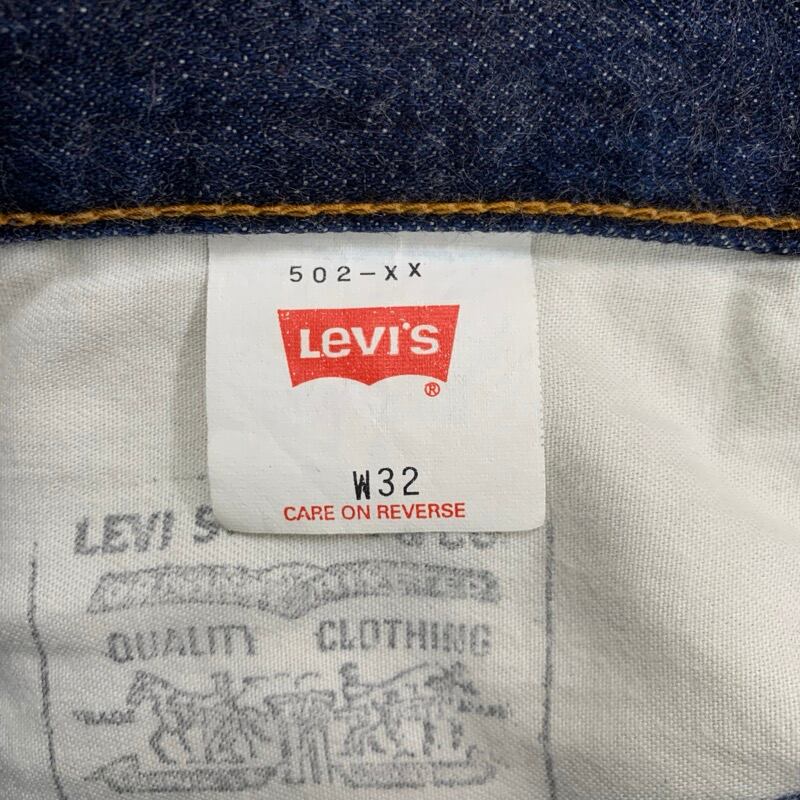 502-XX
LEVI'S
®
W32
CARE ON REVERSE
LEVI S
QUALITY CLOTHING